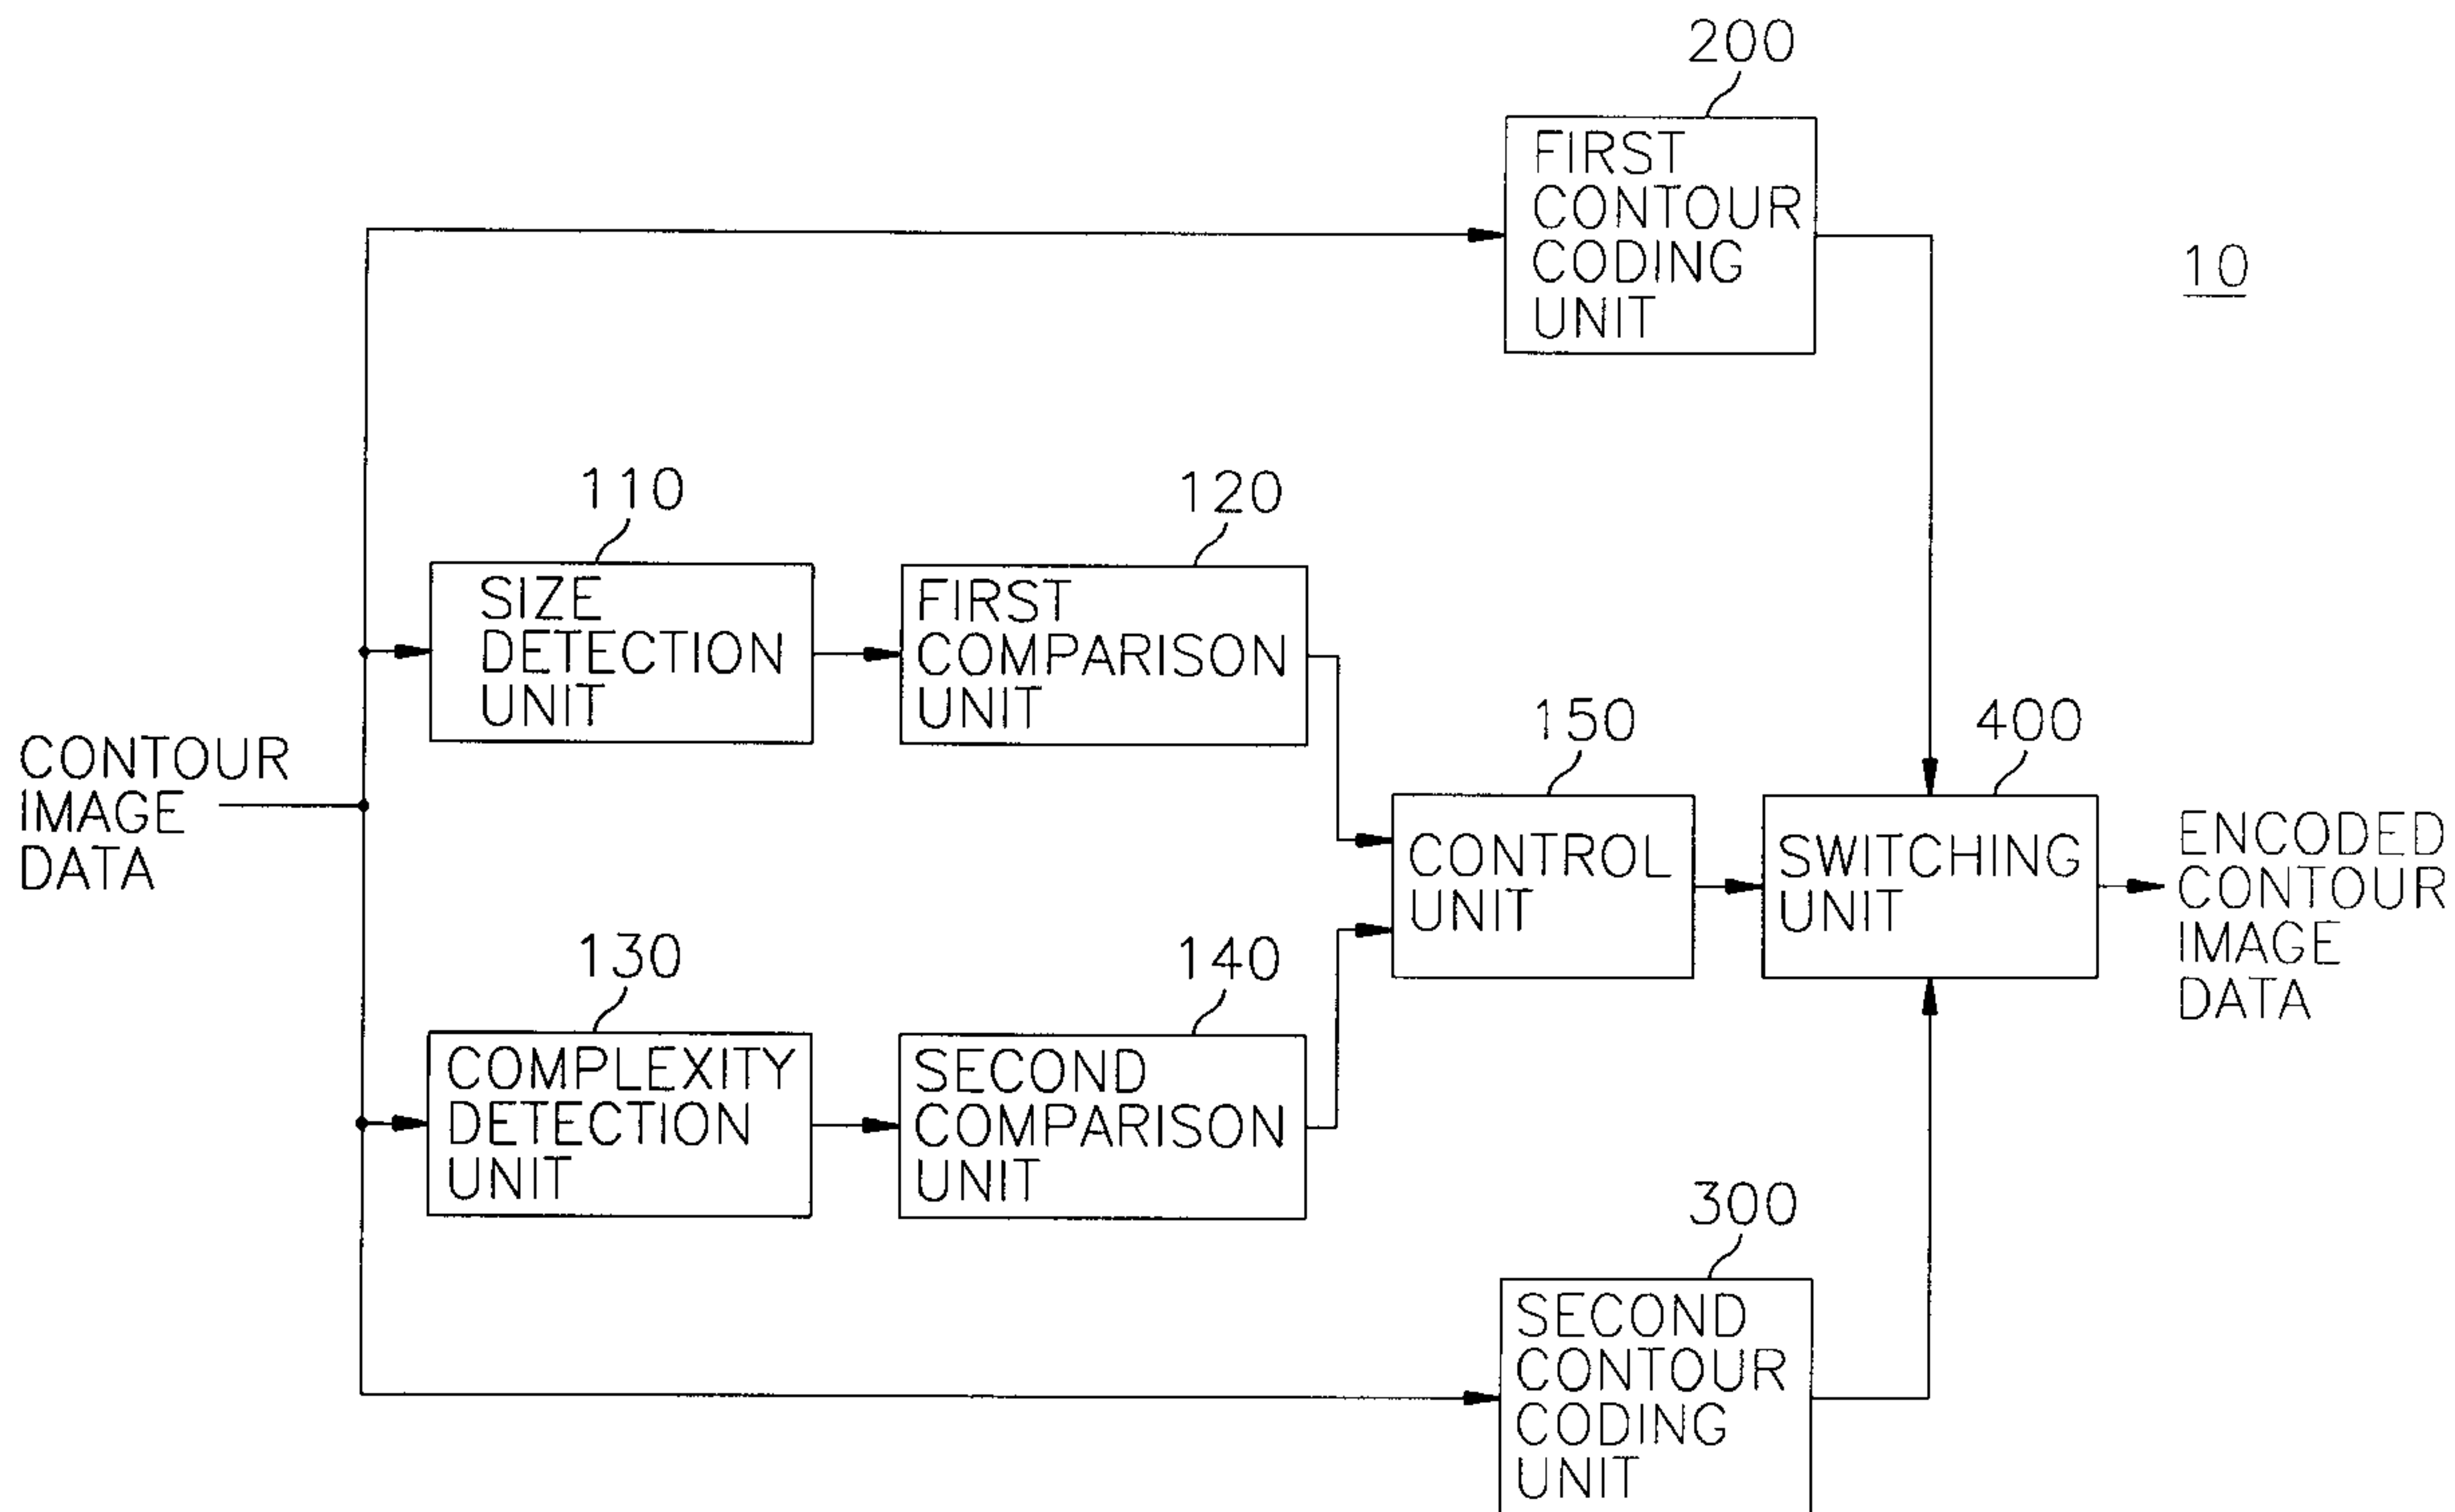 200
FIRST
CONTOUR
CODING
UNIT
10
110
SIZE
DETECTION
UNIT
120
FIRST
COMPARISON
UNIT
CONTOUR
IMAGE
DATA
150
CONTROL
UNIT
400
SWITCHING
UNIT
ENCODED
CONTOUR
IMAGE
DATA
130
COMPLEXITY
DETECTION
UNIT
140
SECOND
COMPARISON
UNIT
300
SECOND
CONTOUR
CODING
UNIT